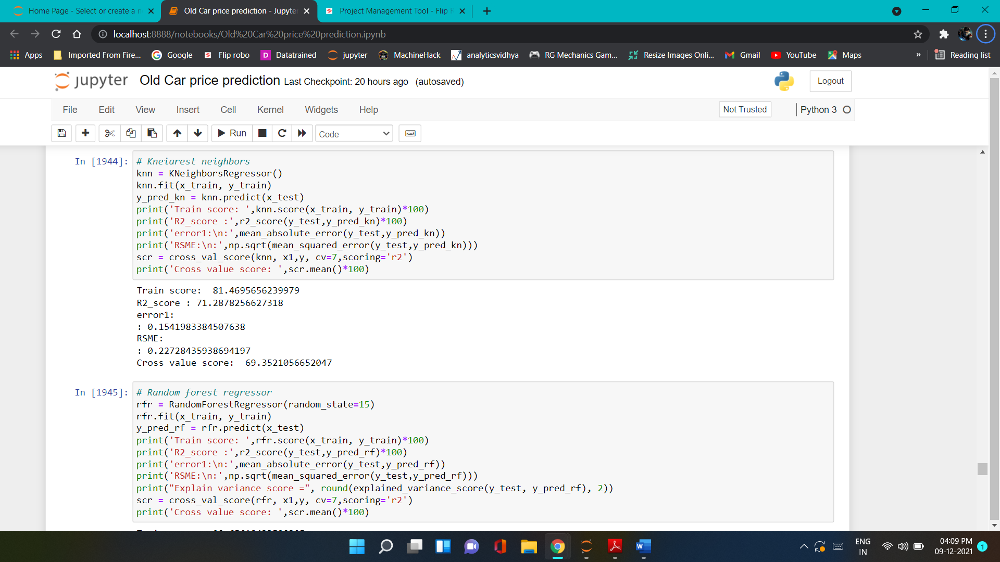 Home Page - Select or create a n
Old Car price prediction - Jupyte
Project Management Tool - Flip R
localhost:8888/notebooks/Old%20Car%20price%20prediction.ipynb
Apps
Imported From Fire...
Google
Flip robo
Datatrained
jupyter
MachineHack
analyticsvidhya
RG Mechanics Gam...
Resize Images Onli...
Gmail
YouTube
Maps
»
Reading list
jupyter Old Car price prediction Last Checkpoint: 20 hours ago (autosaved)
Logout
File Edit View Insert Cell Kernel Widgets Help
Not Trusted
Python 3
Run
Code
In [1944]:
# Kneiarest neighbors
knn = KNeighborsRegressor()
knn.fit(x_train, y_train)
y_pred_kn = knn.predict(x_test)
print('Train score: ',knn.score(x_train, y_train)*100)
print('R2_score :',r2_score(y_test,y_pred_kn)*100)
print('error1:\n:',mean_absolute_error(y_test,y_pred_kn))
print('RSME:\n:',np.sqrt(mean_squared_error(y_test,y_pred_kn)))
scr = cross_val_score(knn, x1,y, cv=7,scoring='r2')
print('Cross value score: ',scr.mean()*100)
Train score:  81.4695656239979
R2_score : 71.2878256627318
error1:
: 0.1541983384507638
RSME:
: 0.22728435938694197
Cross value score:  69.3521056652047
In [1945]:
# Random forest regressor
rfr = RandomForestRegressor(random_state=15)
rfr.fit(x_train, y_train)
y_pred_rf = rfr.predict(x_test)
print('Train score: ',rfr.score(x_train, y_train)*100)
print('R2_score :',r2_score(y_test,y_pred_rf)*100)
print('error1:\n:',mean_absolute_error(y_test,y_pred_rf))
print('RSME:\n:',np.sqrt(mean_squared_error(y_test,y_pred_rf)))
print("Explain variance score =", round(explained_variance_score(y_test, y_pred_rf), 2))
scr = cross_val_score(rfr, x1,y, cv=7,scoring='r2')
print('Cross value score: ',scr.mean()*100)
ENG
IN
04:09 PM
09-12-2021
1